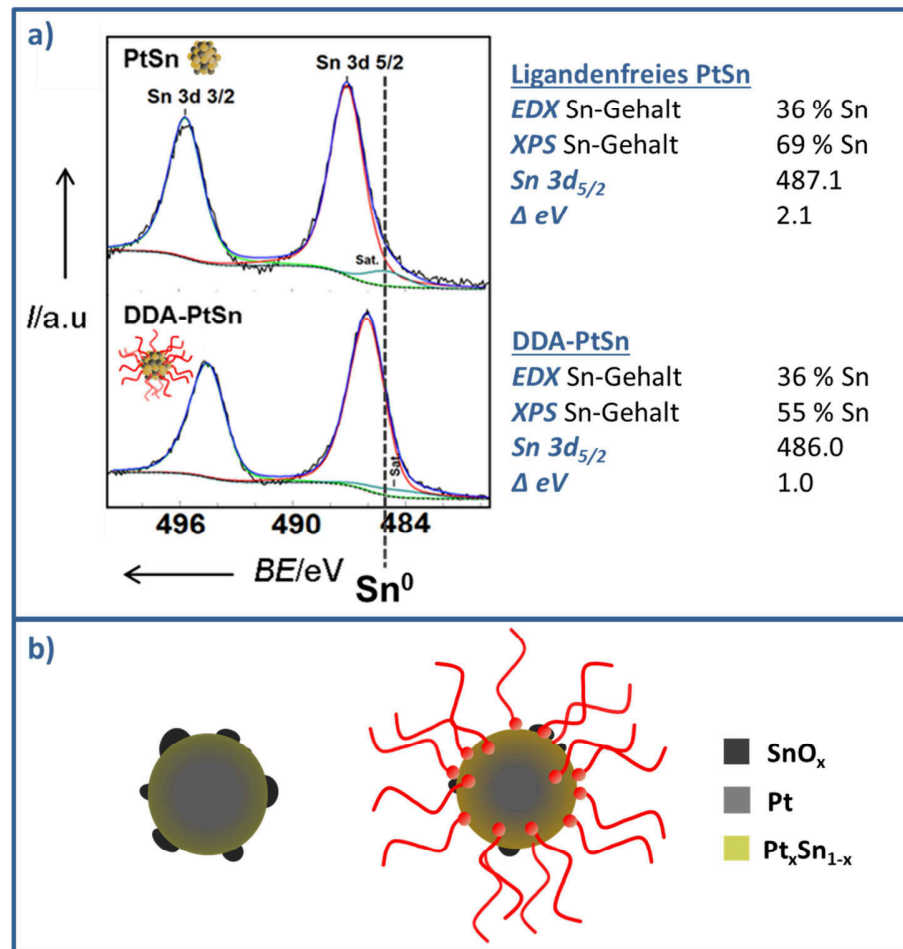 a)
PtSn
Sn 3d 5/2
Sn 3d 3/2
Sat.
DDA-PtSn
Sat.
I/a.u
496 490 484
BE/eV
Sn⁰
Ligandenfreies PtSn
EDX Sn-Gehalt 36 % Sn
XPS Sn-Gehalt 69 % Sn
Sn 3d₅/₂ 487.1
Δ eV 2.1
DDA-PtSn
EDX Sn-Gehalt 36 % Sn
XPS Sn-Gehalt 55 % Sn
Sn 3d₅/₂ 486.0
Δ eV 1.0
b)
SnOₓ
Pt
PtₓSn₁₋ₓ